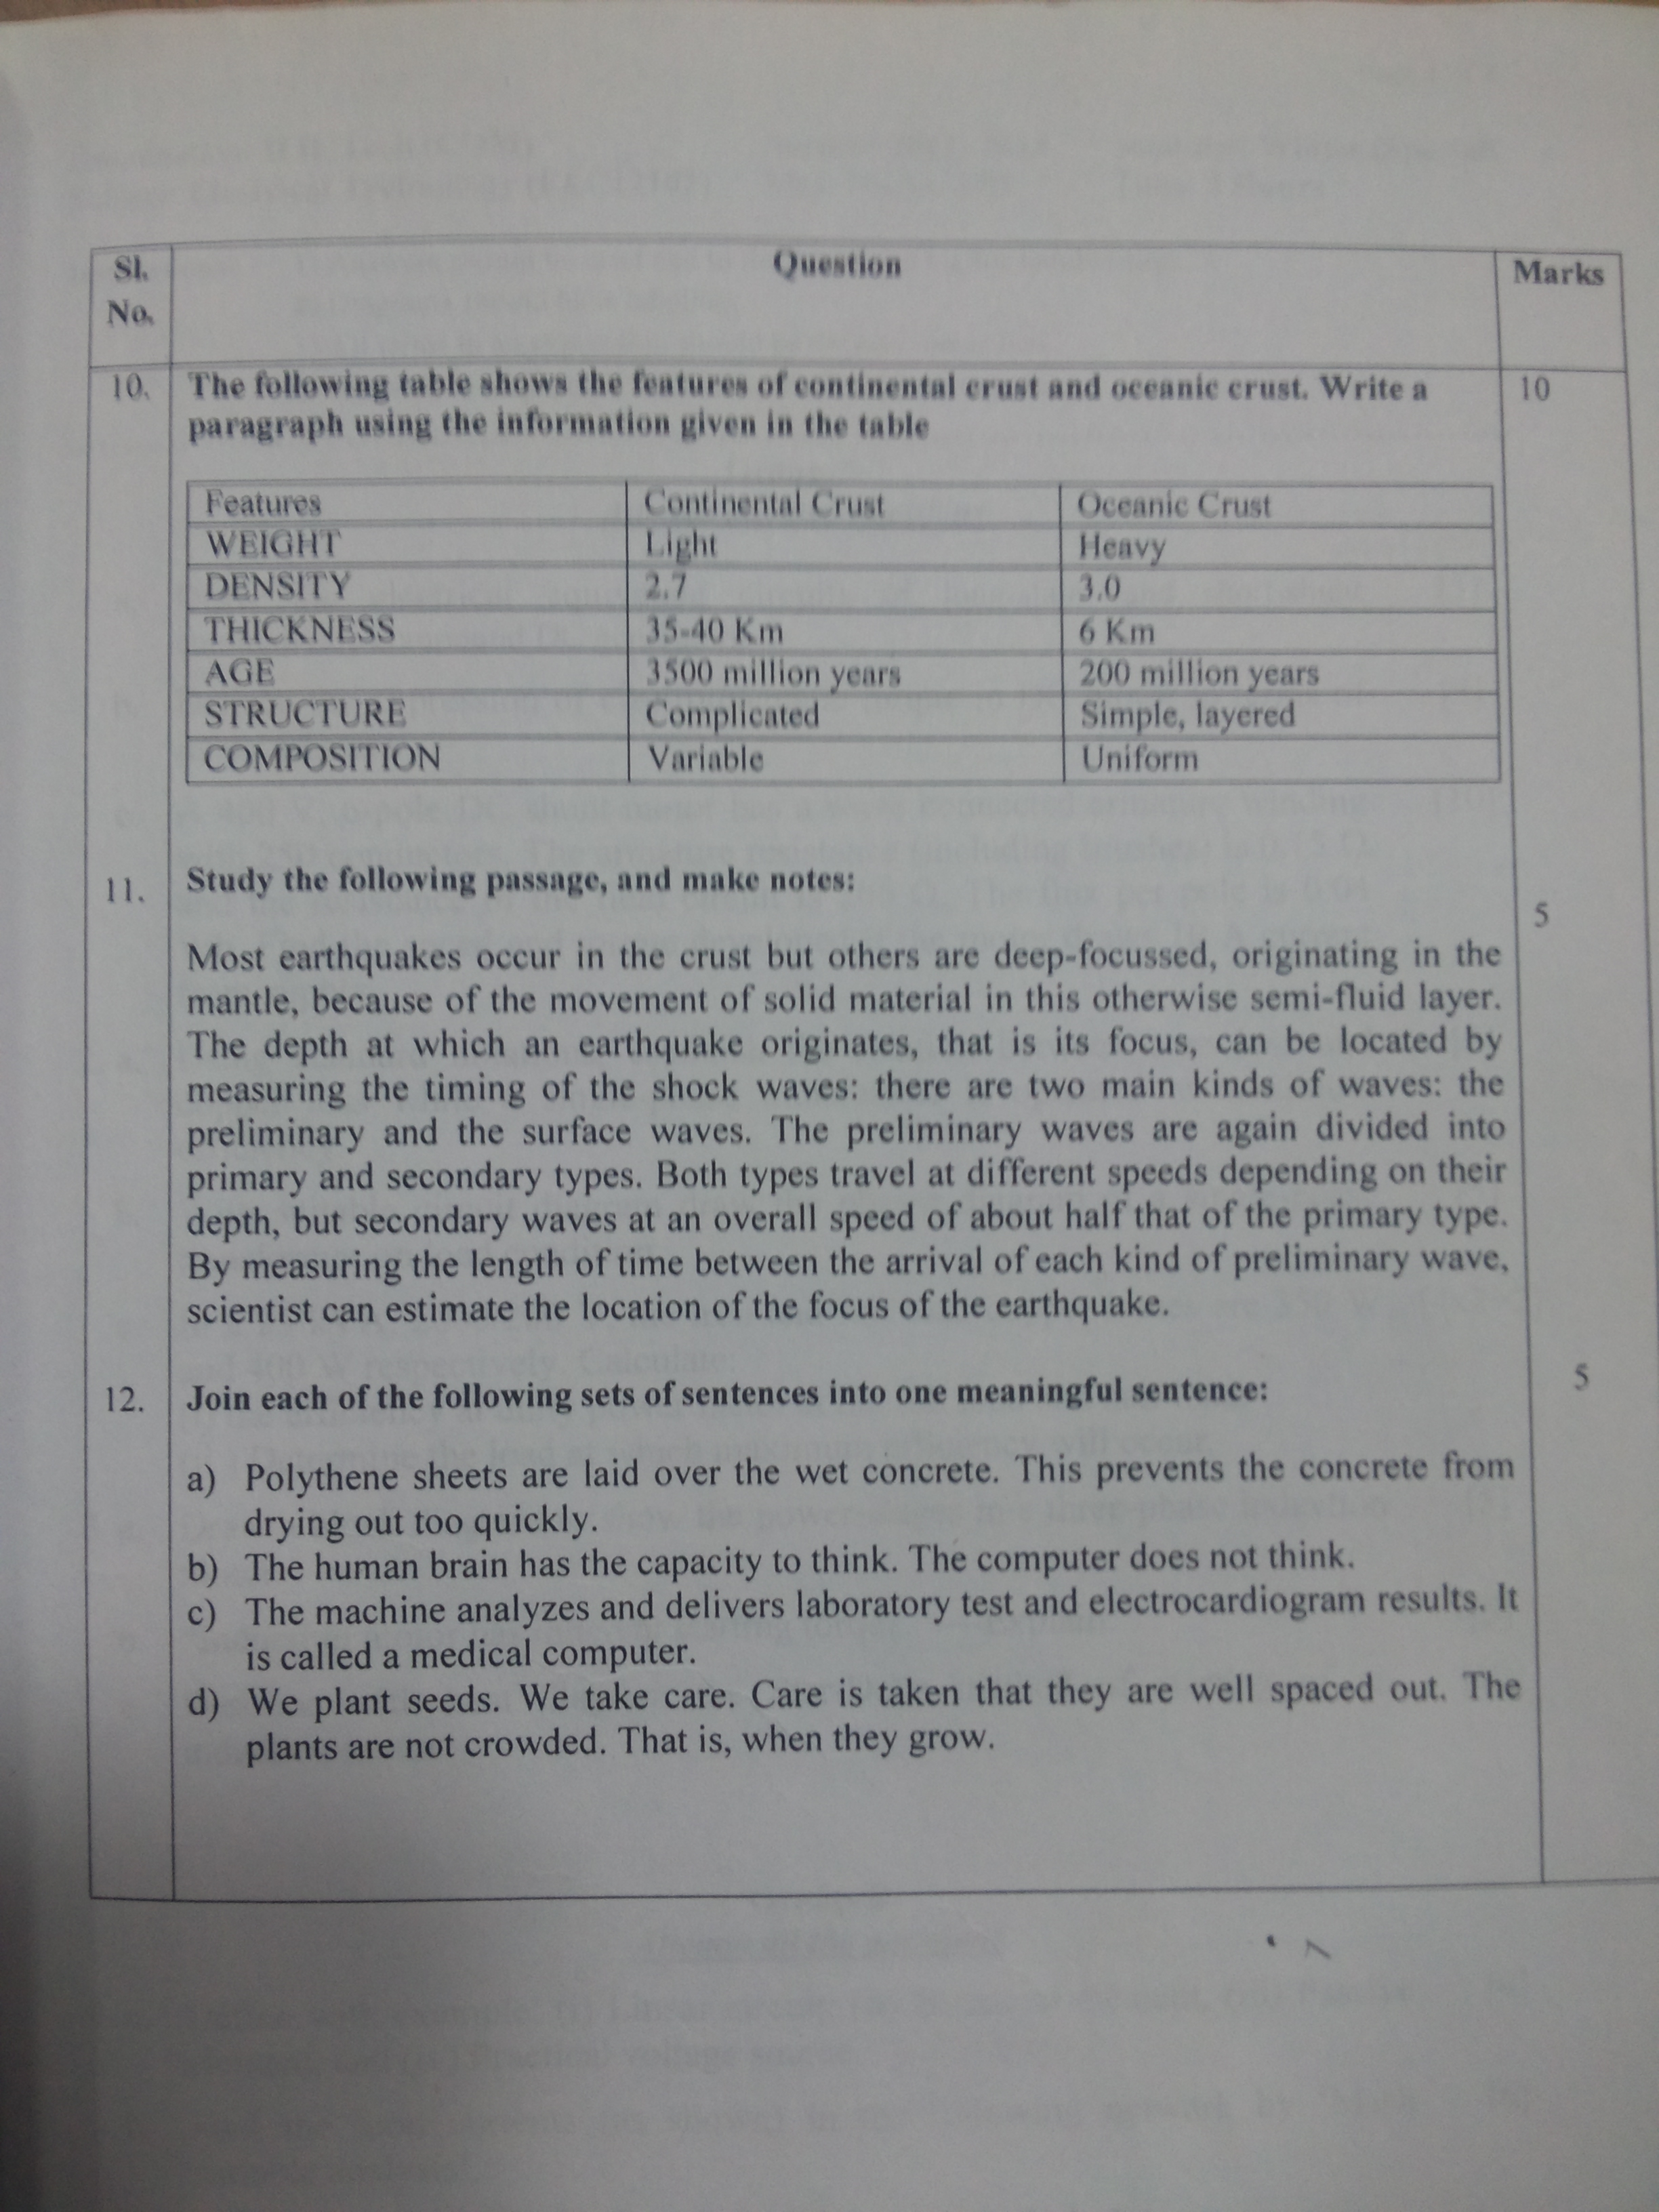 Sl.
No.
Question
Marks
10.
The following table shows the features of continental crust and oceanic crust. Write a
paragraph using the information given in the table
10
Features Continental Crust Oceanic Crust
WEIGHT Light Heavy
DENSITY 2.7 3.0
THICKNESS 35-40 Km 6 Km
AGE 3500 million years 200 million years
STRUCTURE Complicated Simple, layered
COMPOSITION Variable Uniform
11.
Study the following passage, and make notes:
5
Most earthquakes occur in the crust but others are deep-focussed, originating in the
mantle, because of the movement of solid material in this otherwise semi-fluid layer.
The depth at which an earthquake originates, that is its focus, can be located by
measuring the timing of the shock waves: there are two main kinds of waves: the
preliminary and the surface waves. The preliminary waves are again divided into
primary and secondary types. Both types travel at different speeds depending on their
depth, but secondary waves at an overall speed of about half that of the primary type.
By measuring the length of time between the arrival of each kind of preliminary wave,
scientist can estimate the location of the focus of the earthquake.
12.
Join each of the following sets of sentences into one meaningful sentence:
5
a) Polythene sheets are laid over the wet concrete. This prevents the concrete from
drying out too quickly.
b) The human brain has the capacity to think. The computer does not think.
c) The machine analyzes and delivers laboratory test and electrocardiogram results. It
is called a medical computer.
d) We plant seeds. We take care. Care is taken that they are well spaced out. The
plants are not crowded. That is, when they grow.